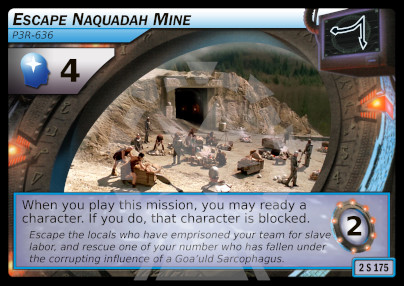 ESCAPE NAQUADAH MINE
P3R-636
4
When you play this mission, you may ready a
character. If you do, that character is blocked.
Escape the locals who have emprisoned your team for slave
labor, and rescue one of your number who has fallen under
the corrupting influence of a Goa'uld Sarcophagus.
2
2 S 175